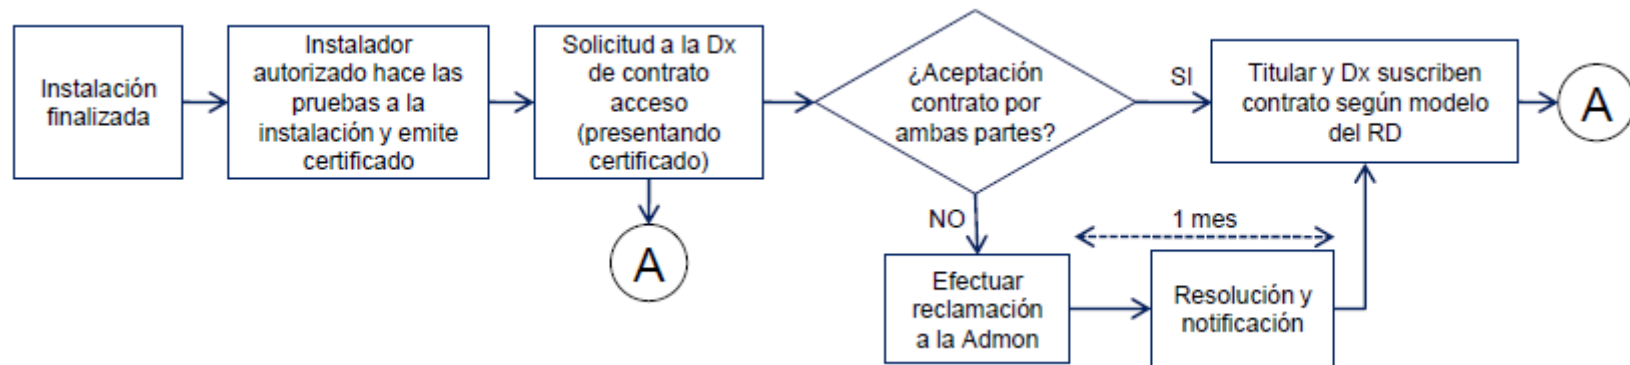 Instalación
finalizada
Instalador
autorizado hace las
pruebas a la
instalación y emite
certificado
Solicitud a la Dx
de contrato
acceso
(presentando
certificado)
A
¿Aceptación
contrato por
ambas partes?
SI
Titular y Dx suscriben
contrato según modelo
del RD
A
NO
1 mes
Efectuar
reclamación
a la Admon
Resolución y
notificación